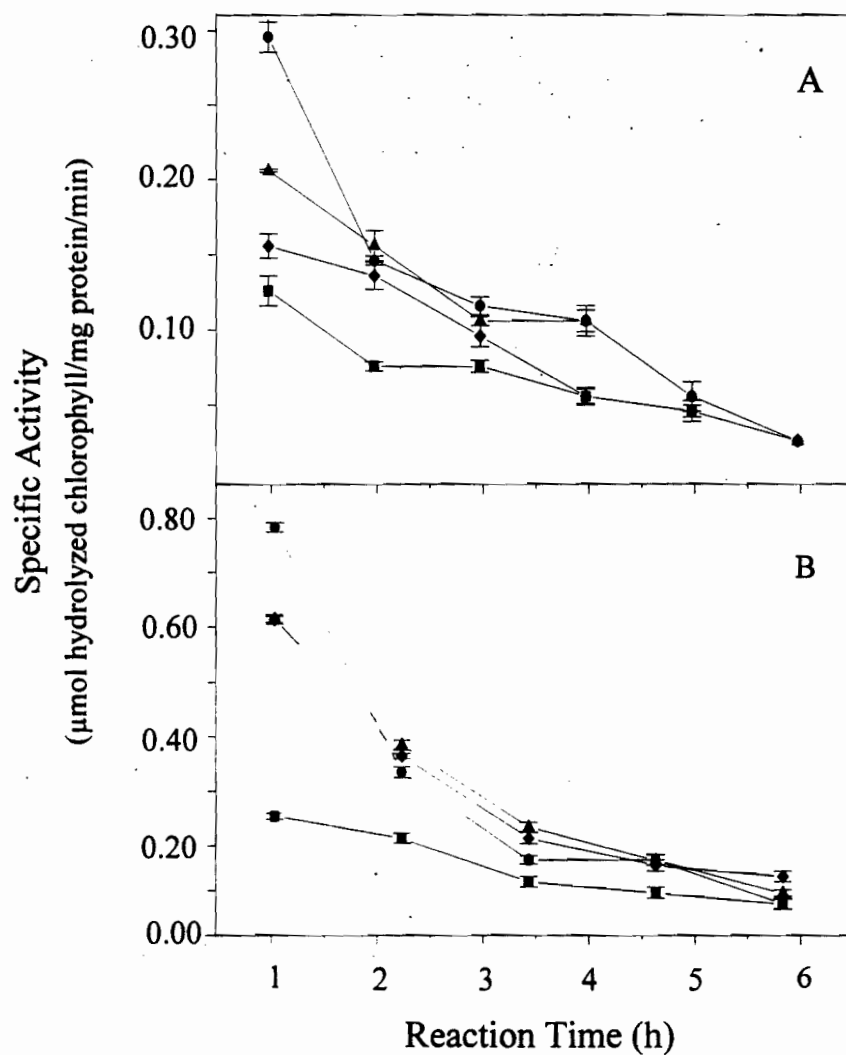 Specific Activity
(μmol hydrolyzed chlorophyll/mg protein/min)
A
0.30
0.20
0.10
B
0.80
0.60
0.40
0.20
0.00
1 2 3 4 5 6
Reaction Time (h)